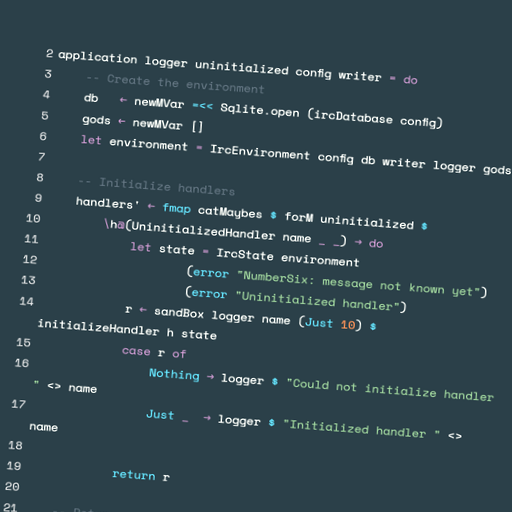 2 application logger uninitialized config writer = do
3 -- Create the environment
4 db ← newMVar =<< Sqlite.open (ircDatabase config)
5 gods ← newMVar []
6 let environment = IrcEnvironment config db writer logger gods
7
8 -- Initialize handlers
9 handlers' ← fmap catMaybes $ forM uninitialized $
10 \h@(UninitializedHandler name _ _) → do
11 let state = IrcState environment
12 (error "NumberSix: message not known yet")
13 (error "Uninitialized handler")
14 r ← sandBox logger name (Just 10) $
initializeHandler h state
15 case r of
16 Nothing → logger $ "Could not initialize handler
" <> name
17 Just _ → logger $ "Initialized handler " <>
name
18
19 return r
20
21 --